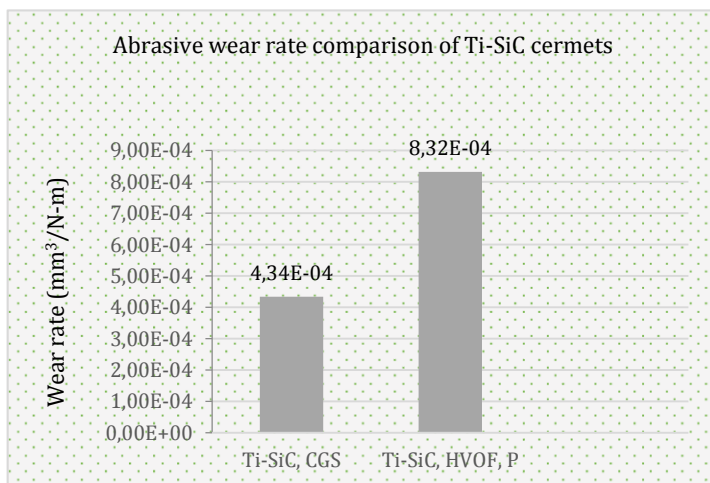 Abrasive wear rate comparison of Ti-SiC cermets
Wear rate (mm³/N-m)
9,00E-04
8,00E-04
7,00E-04
6,00E-04
5,00E-04
4,00E-04
3,00E-04
2,00E-04
1,00E-04
0,00E+00
4,34E-04
8,32E-04
Ti-SiC, CGS
Ti-SiC, HVOF, P